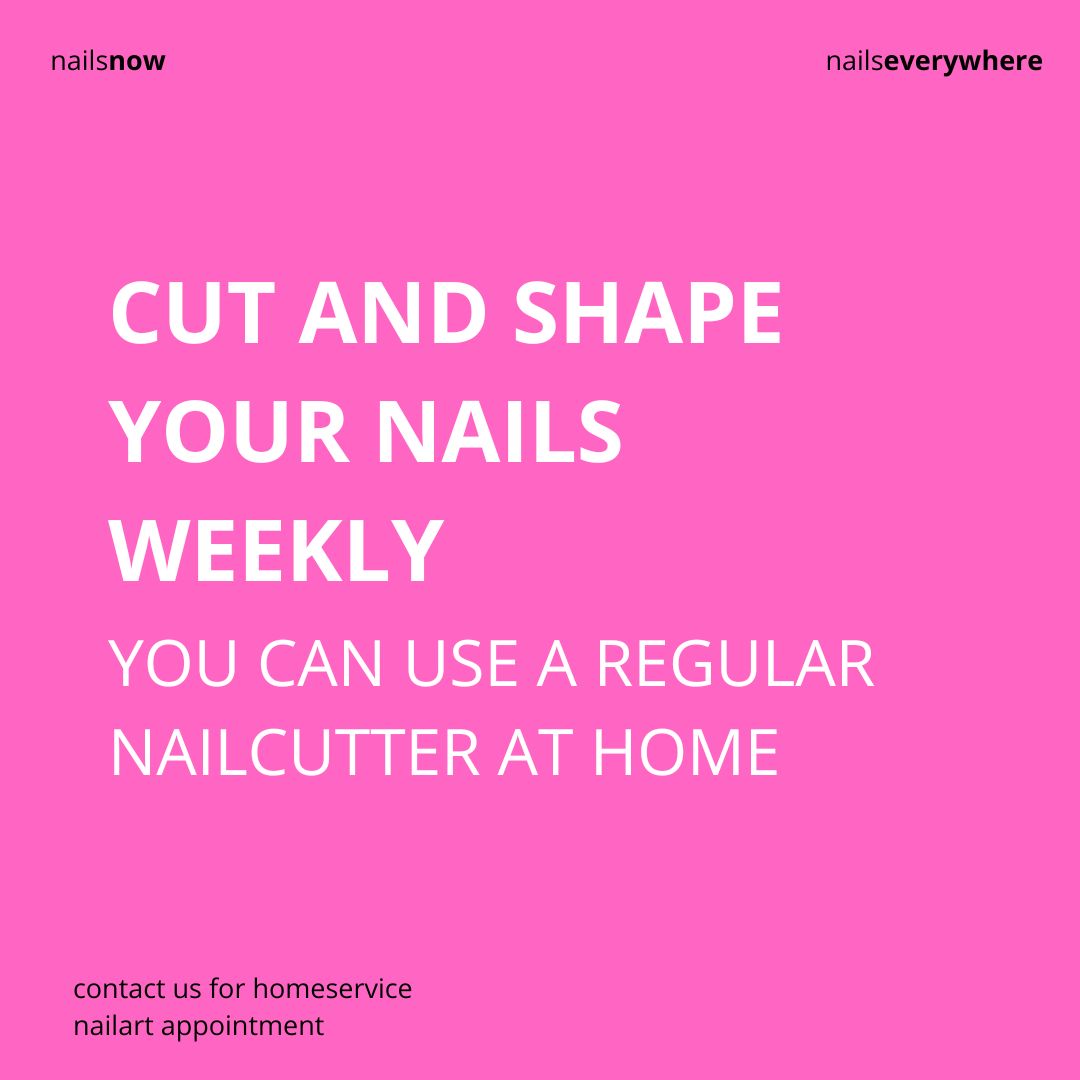 nailsnow
nailseverywhere
CUT AND SHAPE
YOUR NAILS
WEEKLY
YOU CAN USE A REGULAR
NAILCUTTER AT HOME
contact us for homeservice
nailart appointment